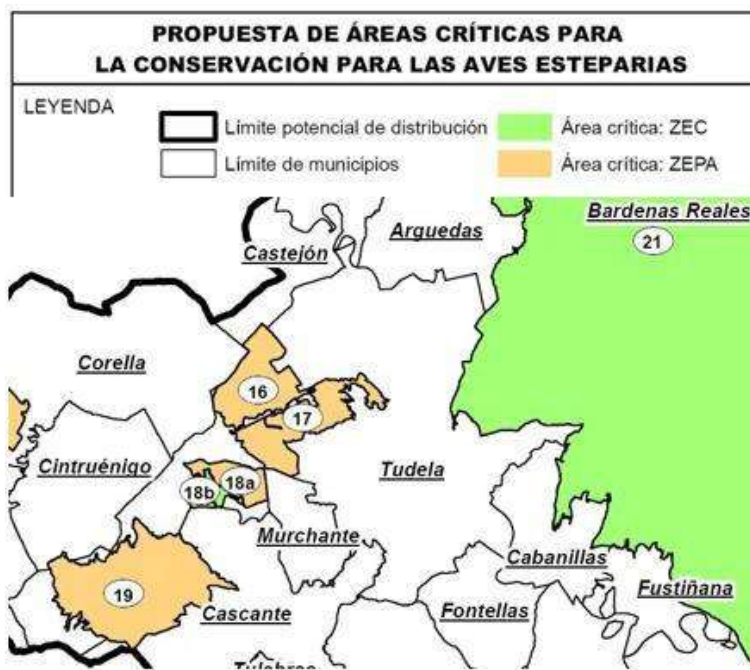 PROPUESTA DE ÁREAS CRÍTICAS PARA
LA CONSERVACIÓN PARA LAS AVES ESTEPARIAS
LEYENDA
Límite potencial de distribución
Área crítica: ZEC
Límite de municipios
Área crítica: ZEPA
Bardenas Reales
Arguedas
21
Castejón
Corella
16
17
Cintruénigo
Tudela
18a
18b
Murchante
Cabanillas
19
Fustiñana
Cascante
Fontellas
Tulebras